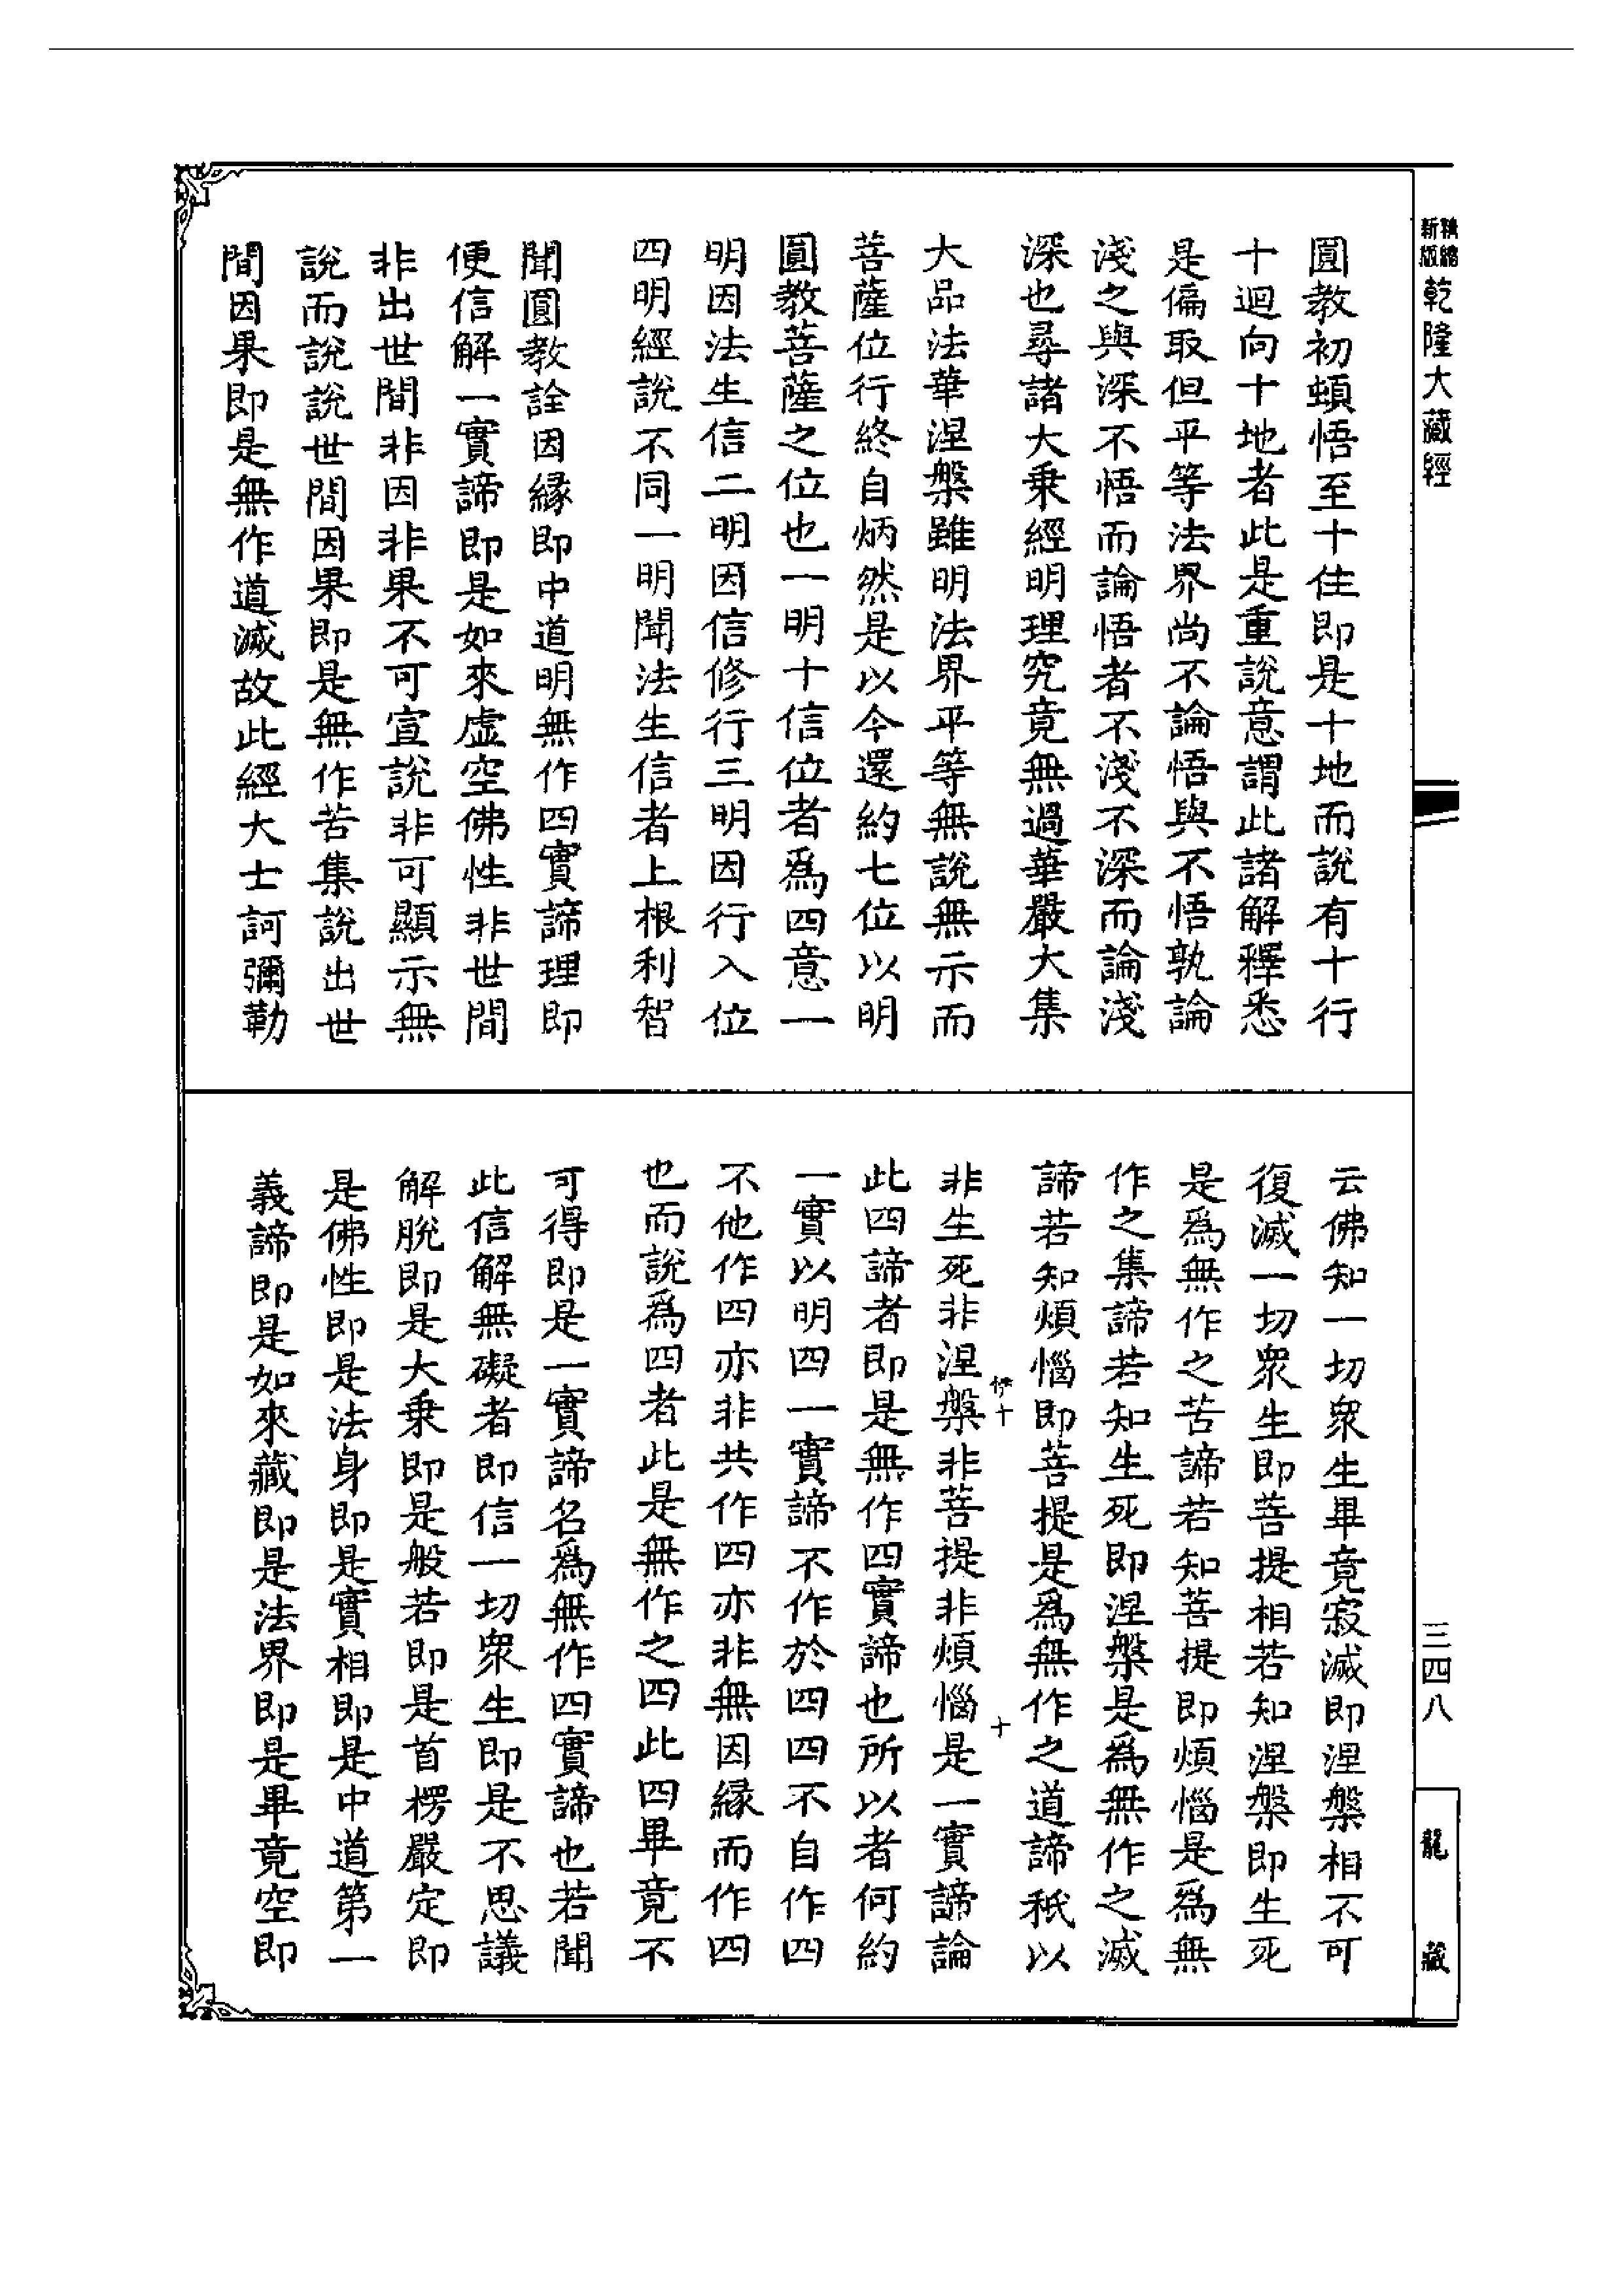 新版
精縮
乾隆大藏經
三四八
龍藏
圓教初頓悟至十住即是十地而說有十行
十迴向十地者此是重說意謂此諸解釋悉
是偏取但平等法界尚不論悟與不悟孰論
淺之與深不悟而論悟者不淺不深而論淺
深也尋諸大乘經明理究竟無過華嚴大集
大品法華涅槃雖明法界平等無說無示而
菩薩位行終自炳然是以今還約七位以明
圓教菩薩之位也一明十信位者爲四意一
明因法生信二明因信修行三明因行入位
四明經說不同一明聞法生信者上根利智
聞圓教詮因緣即中道明無作四實諦理即
便信解一實諦即是如來虛空佛性非世間
非出世間非因非果不可宣說非可顯示無
說而說說世間因果即是無作苦集說出世
間因果即是無作道滅故此經大士訶彌勒
云佛知一切眾生畢竟寂滅即涅槃相不可
復滅一切眾生即菩提相若知涅槃即生死
是爲無作之苦諦若知菩提即煩惱是爲無
作之集諦若知生死即涅槃是爲無作之滅
諦若知煩惱即菩提是爲無作之道諦秖以
十
非生死非涅槃非菩提非煩惱是一實諦論
此四諦者即是無作四實諦也所以者何約
一實以明四一實諦不作於四四不自作四
不他作四亦非共作四亦非無因緣而作四
也而說爲四者此是無作之四此四畢竟不
可得即是一實諦名爲無作四實諦也若聞
此信解無礙者即信一切眾生即是不思議
解脫即是大乘即是般若即是首楞嚴定即
是佛性即是法身即是實相即是中道第一
義諦即是如來藏即是法界即是畢竟空即